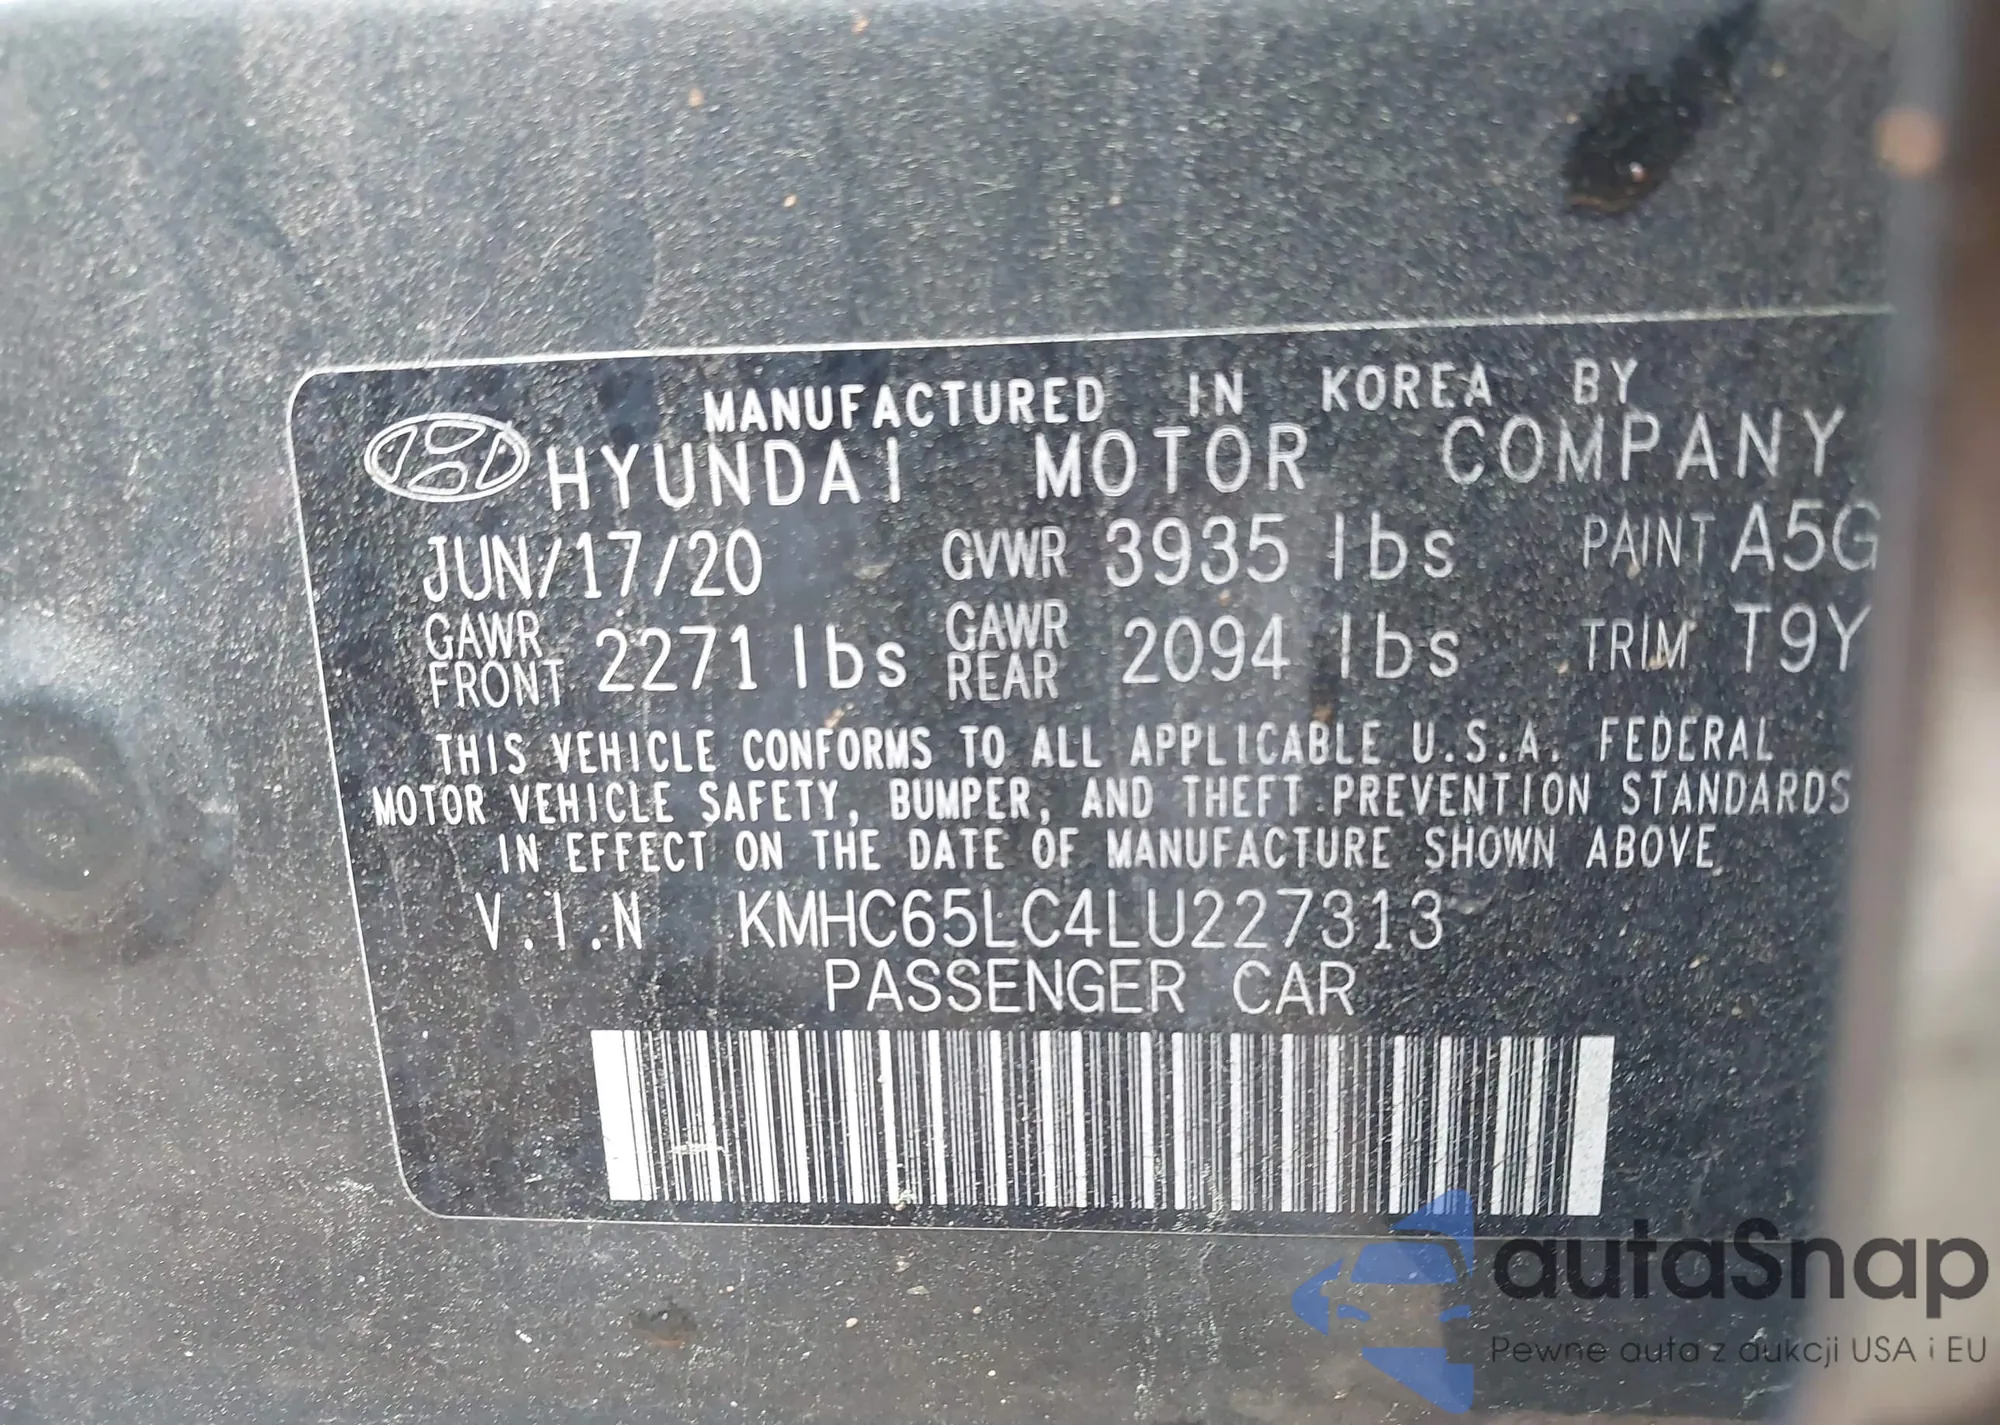 MANUFACTURED IN KOREA BY
HYUNDAI MOTOR COMPANY
JUN/17/20 GVWR 3935 lbs PAINT A5G
GAWR FRONT 2271 lbs GAWR REAR 2094 lbs TRIM T9Y
THIS VEHICLE CONFORMS TO ALL APPLICABLE U.S.A. FEDERAL
MOTOR VEHICLE SAFETY, BUMPER, AND THEFT PREVENTION STANDARDS
IN EFFECT ON THE DATE OF MANUFACTURE SHOWN ABOVE
V.I.N KMHC65LC4LU227313
PASSENGER CAR
autaSnap
Pewne auta z aukcji USA i EU